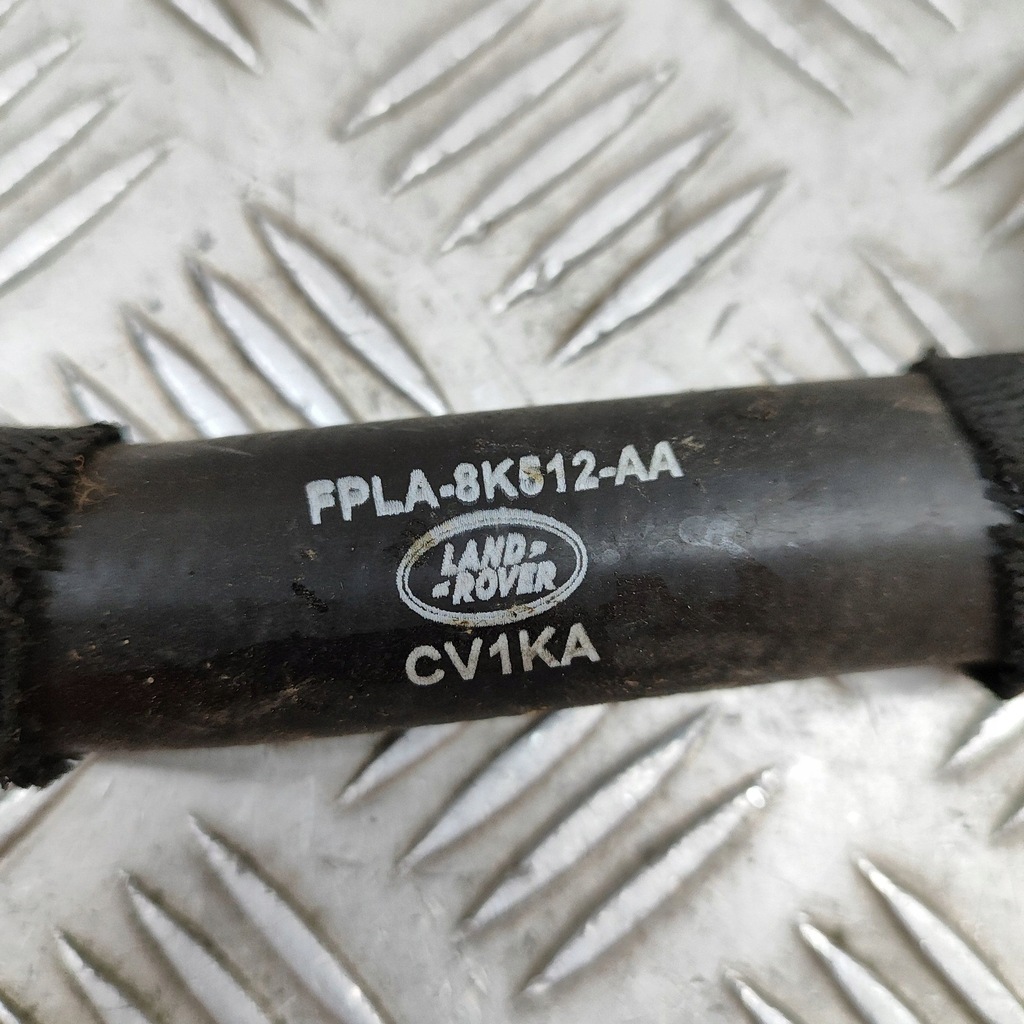 FPLA-8K512-AA
LAND-
-ROVER
CV1KA